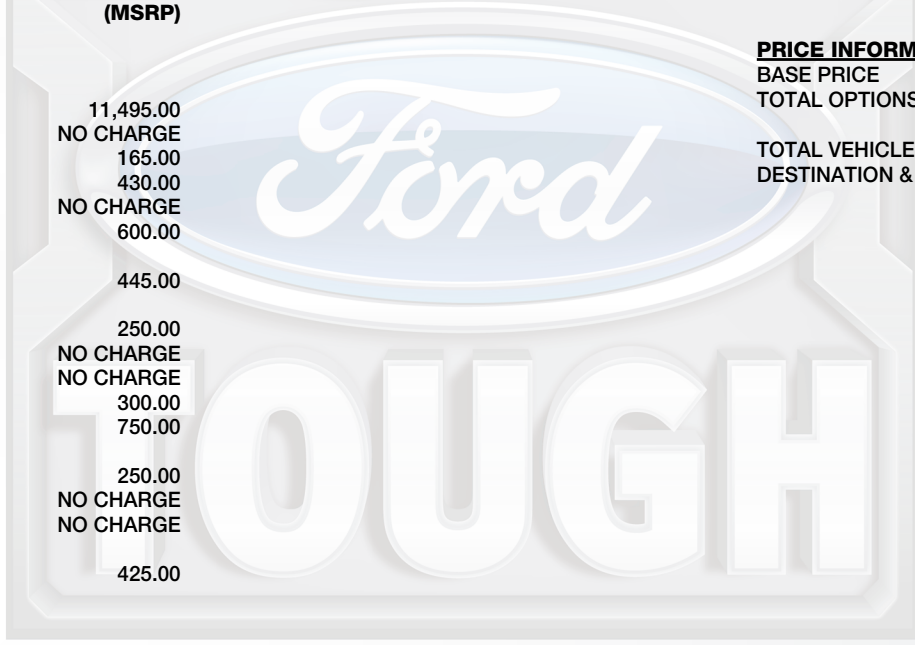 (MSRP)
PRICE INFORM
BASE PRICE
TOTAL OPTIONS
11,495.00
NO CHARGE
165.00
TOTAL VEHICLE
430.00
DESTINATION &
NO CHARGE
600.00
445.00
250.00
NO CHARGE
NO CHARGE
300.00
750.00
250.00
NO CHARGE
NO CHARGE
425.00
Ford
TOUGH